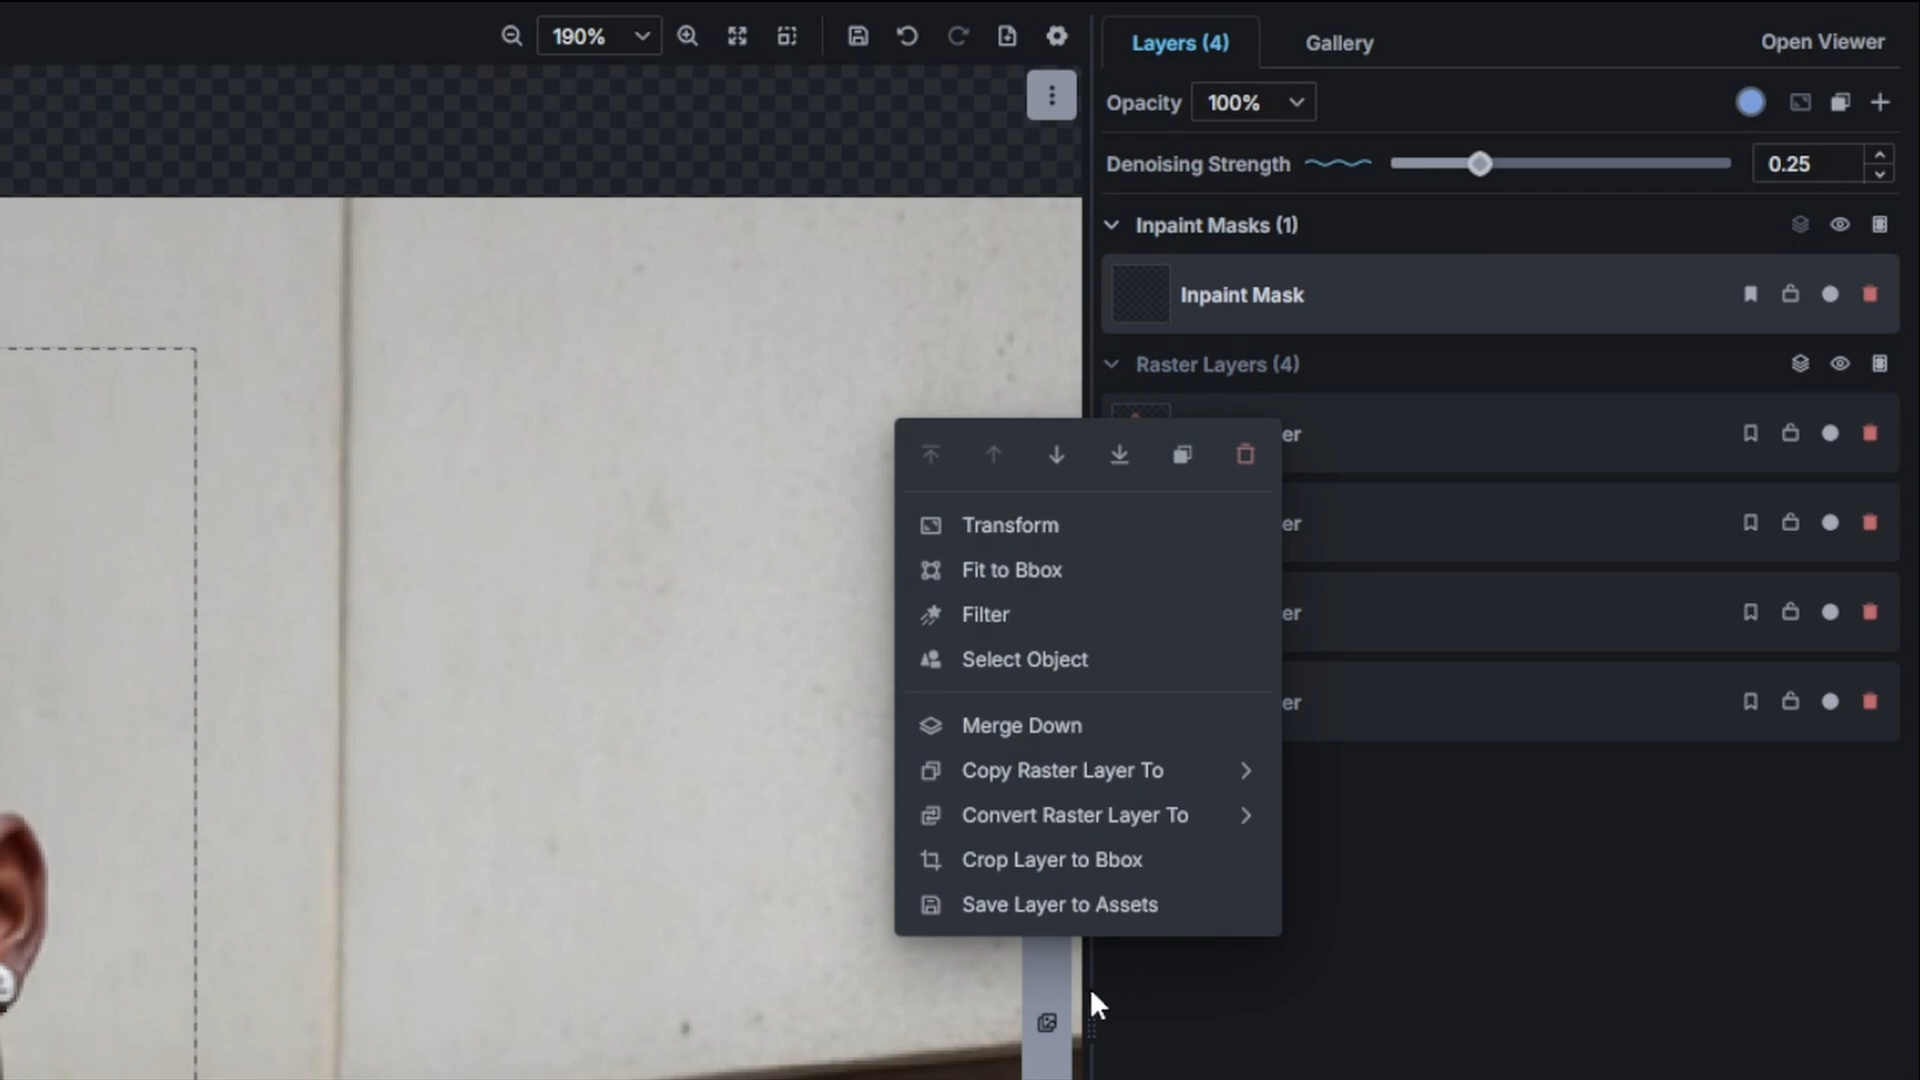 190%
Layers (4)
Gallery
Open Viewer
Opacity
100%
Denoising Strength
0.25
Inpaint Masks (1)
Inpaint Mask
Raster Layers (4)
er
er
er
er
Transform
Fit to Bbox
Filter
Select Object
Merge Down
Copy Raster Layer To
Convert Raster Layer To
Crop Layer to Bbox
Save Layer to Assets